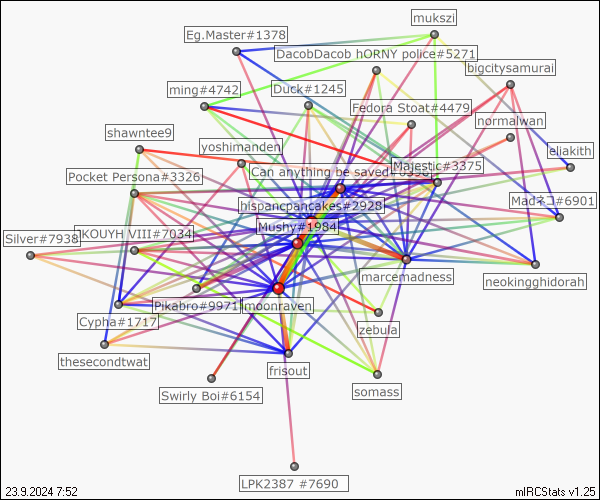 mukszi
Eg.Master#1378
DacobDacob hORNY police#5271
bigcitysamurai
ming#4742
Duck#1245
Fedora Stoat#4479
normalwan
shawntee9
yoshimanden
eliakith
Majestic#3375
Can anything be saved?
Pocket Persona#3326
Madネコ#6901
hispancpancakes#2928
Mushy#1984
Silver#7938
KOUYH VIII#7034
marcemadness
neokingghidorah
Pikabro#9971
moonraven
Cypha#1717
zebula
thesecondtwat
frisout
Swirly Boi#6154
somass
LPK2387 #7690
23.9.2024 7:52
mIRCStats v1.25